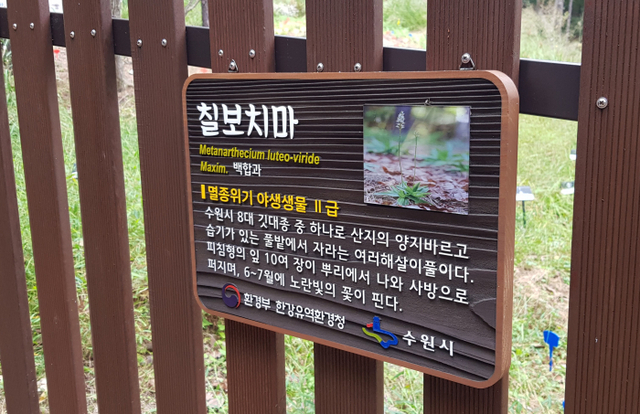 칠보치마
Metanarthecium luteo-viride
Maxim. 백합과
멸종위기 야생생물 Ⅱ급
수원시 8대 깃대종 중 하나로 산지의 양지바르고
습기가 있는 풀밭에서 자라는 여러해살이풀이다.
피침형의 잎 10여 장이 뿌리에서 나와 사방으로
퍼지며, 6~7월에 노란빛의 꽃이 핀다.
환경부 한강유역환경청 수원시